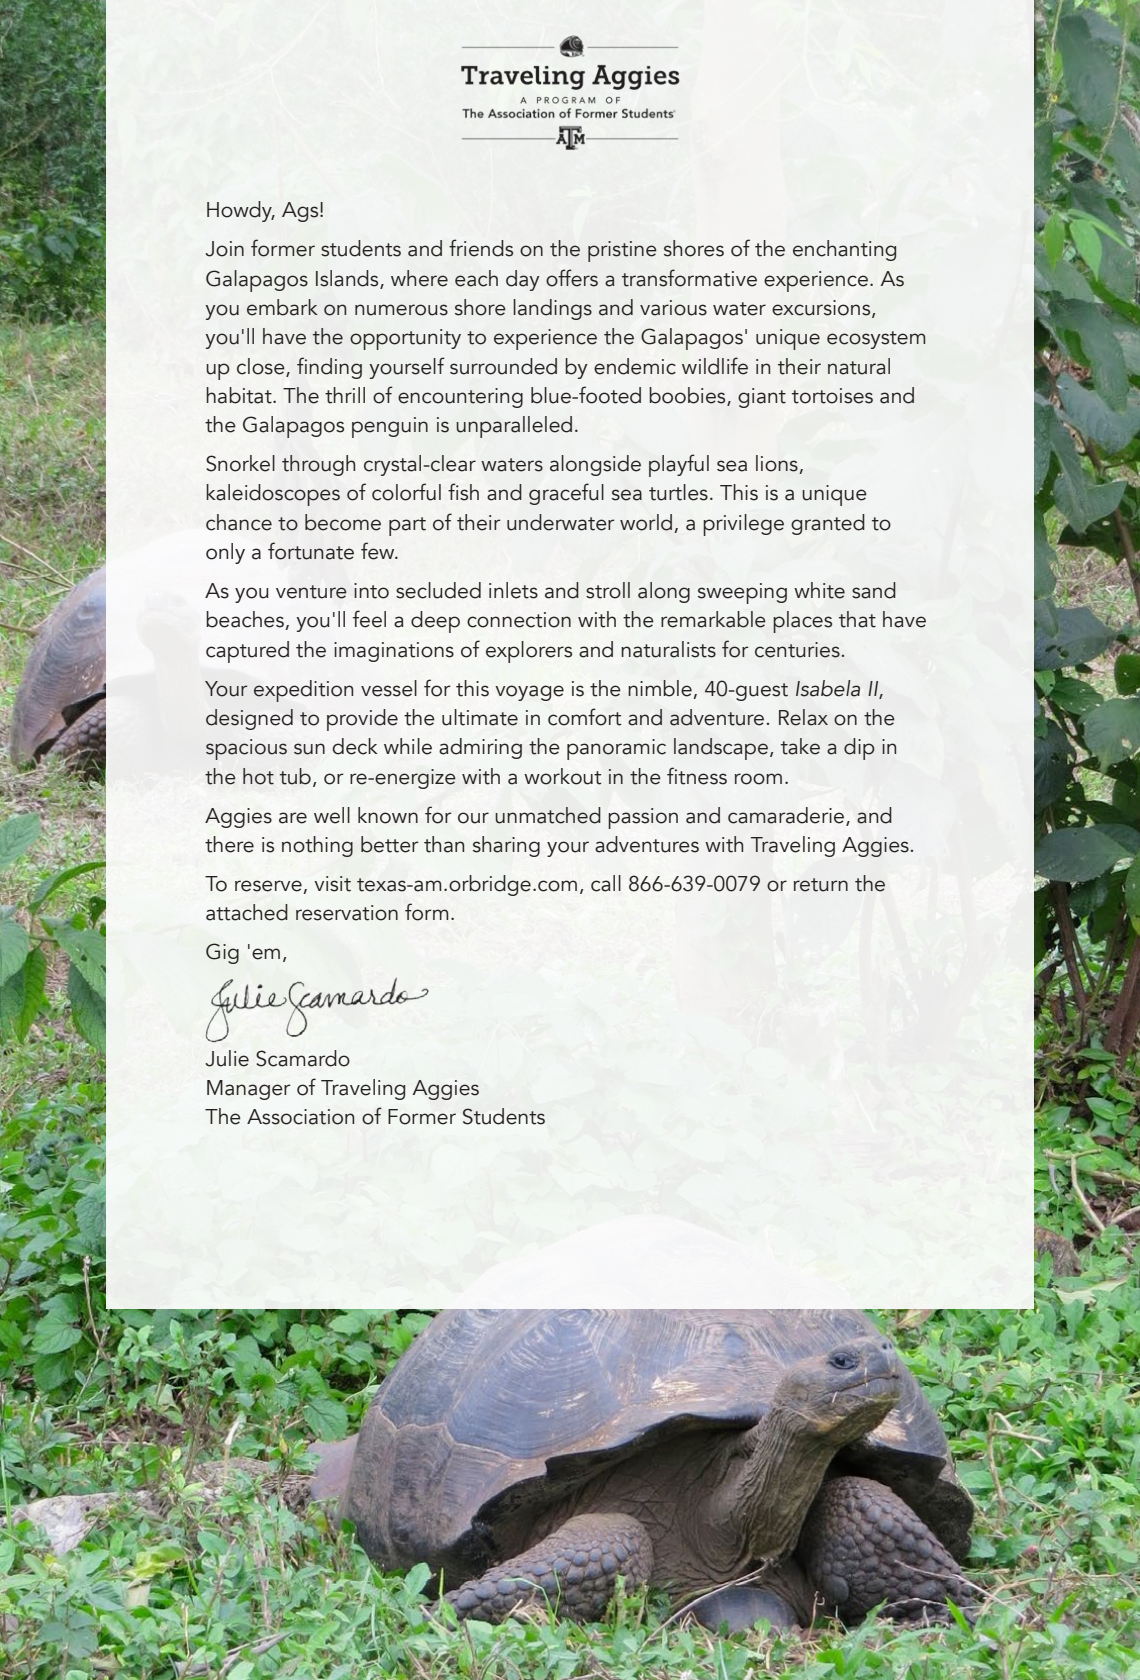 Traveling Aggies
A PROGRAM OF
The Association of Former Students®
ATM
Howdy, Ags!
Join former students and friends on the pristine shores of the enchanting
Galapagos Islands, where each day offers a transformative experience. As
you embark on numerous shore landings and various water excursions,
you'll have the opportunity to experience the Galapagos' unique ecosystem
up close, finding yourself surrounded by endemic wildlife in their natural
habitat. The thrill of encountering blue-footed boobies, giant tortoises and
the Galapagos penguin is unparalleled.
Snorkel through crystal-clear waters alongside playful sea lions,
kaleidoscopes of colorful fish and graceful sea turtles. This is a unique
chance to become part of their underwater world, a privilege granted to
only a fortunate few.
As you venture into secluded inlets and stroll along sweeping white sand
beaches, you'll feel a deep connection with the remarkable places that have
captured the imaginations of explorers and naturalists for centuries.
Your expedition vessel for this voyage is the nimble, 40-guest Isabela II,
designed to provide the ultimate in comfort and adventure. Relax on the
spacious sun deck while admiring the panoramic landscape, take a dip in
the hot tub, or re-energize with a workout in the fitness room.
Aggies are well known for our unmatched passion and camaraderie, and
there is nothing better than sharing your adventures with Traveling Aggies.
To reserve, visit texas-am.orbridge.com, call 866-639-0079 or return the
attached reservation form.
Gig 'em,
Julie Scamardo
Julie Scamardo
Manager of Traveling Aggies
The Association of Former Students